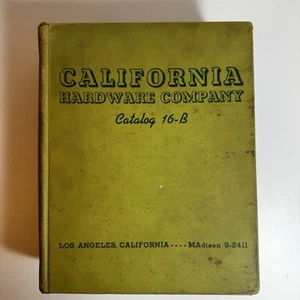 CALIFORNIA
HARDWARE COMPANY
Catalog 16-B
LOS ANGELES, CALIFORNIA ---- MAdison 9-2411